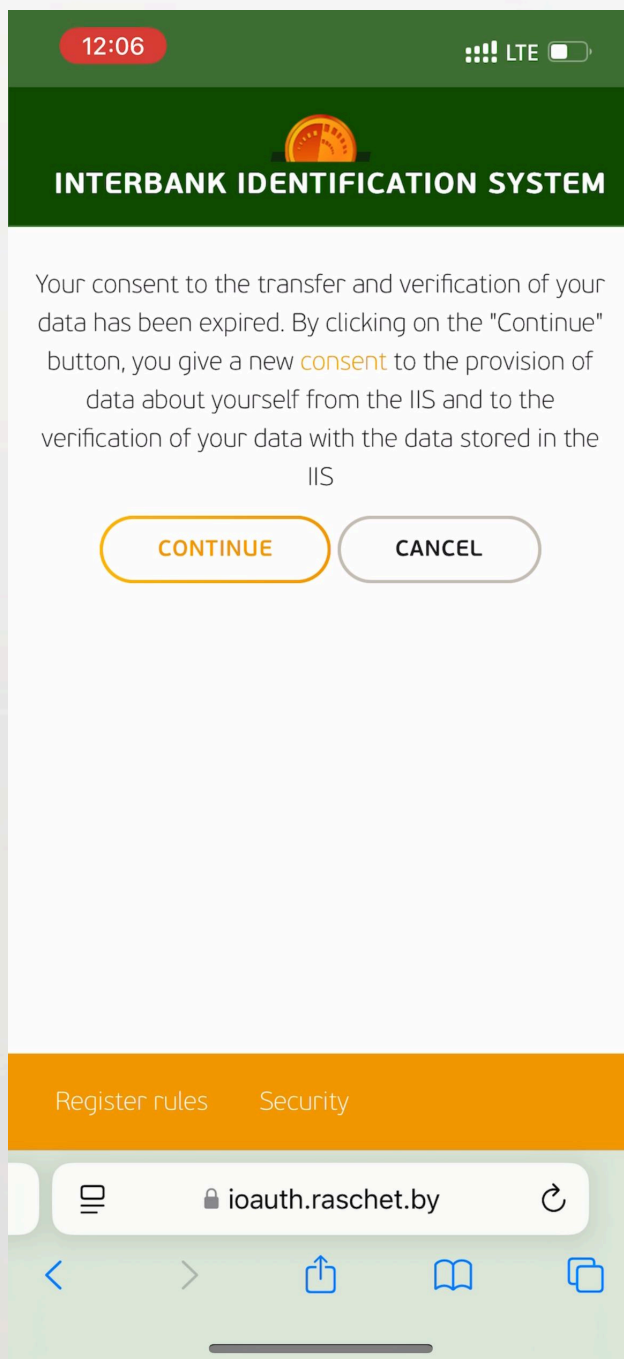 12:06
LTE
INTERBANK IDENTIFICATION SYSTEM
Your consent to the transfer and verification of your
data has been expired. By clicking on the "Continue"
button, you give a new consent to the provision of
data about yourself from the IIS and to the
verification of your data with the data stored in the
IIS
CONTINUE CANCEL
Register rules Security
ioauth.raschet.by